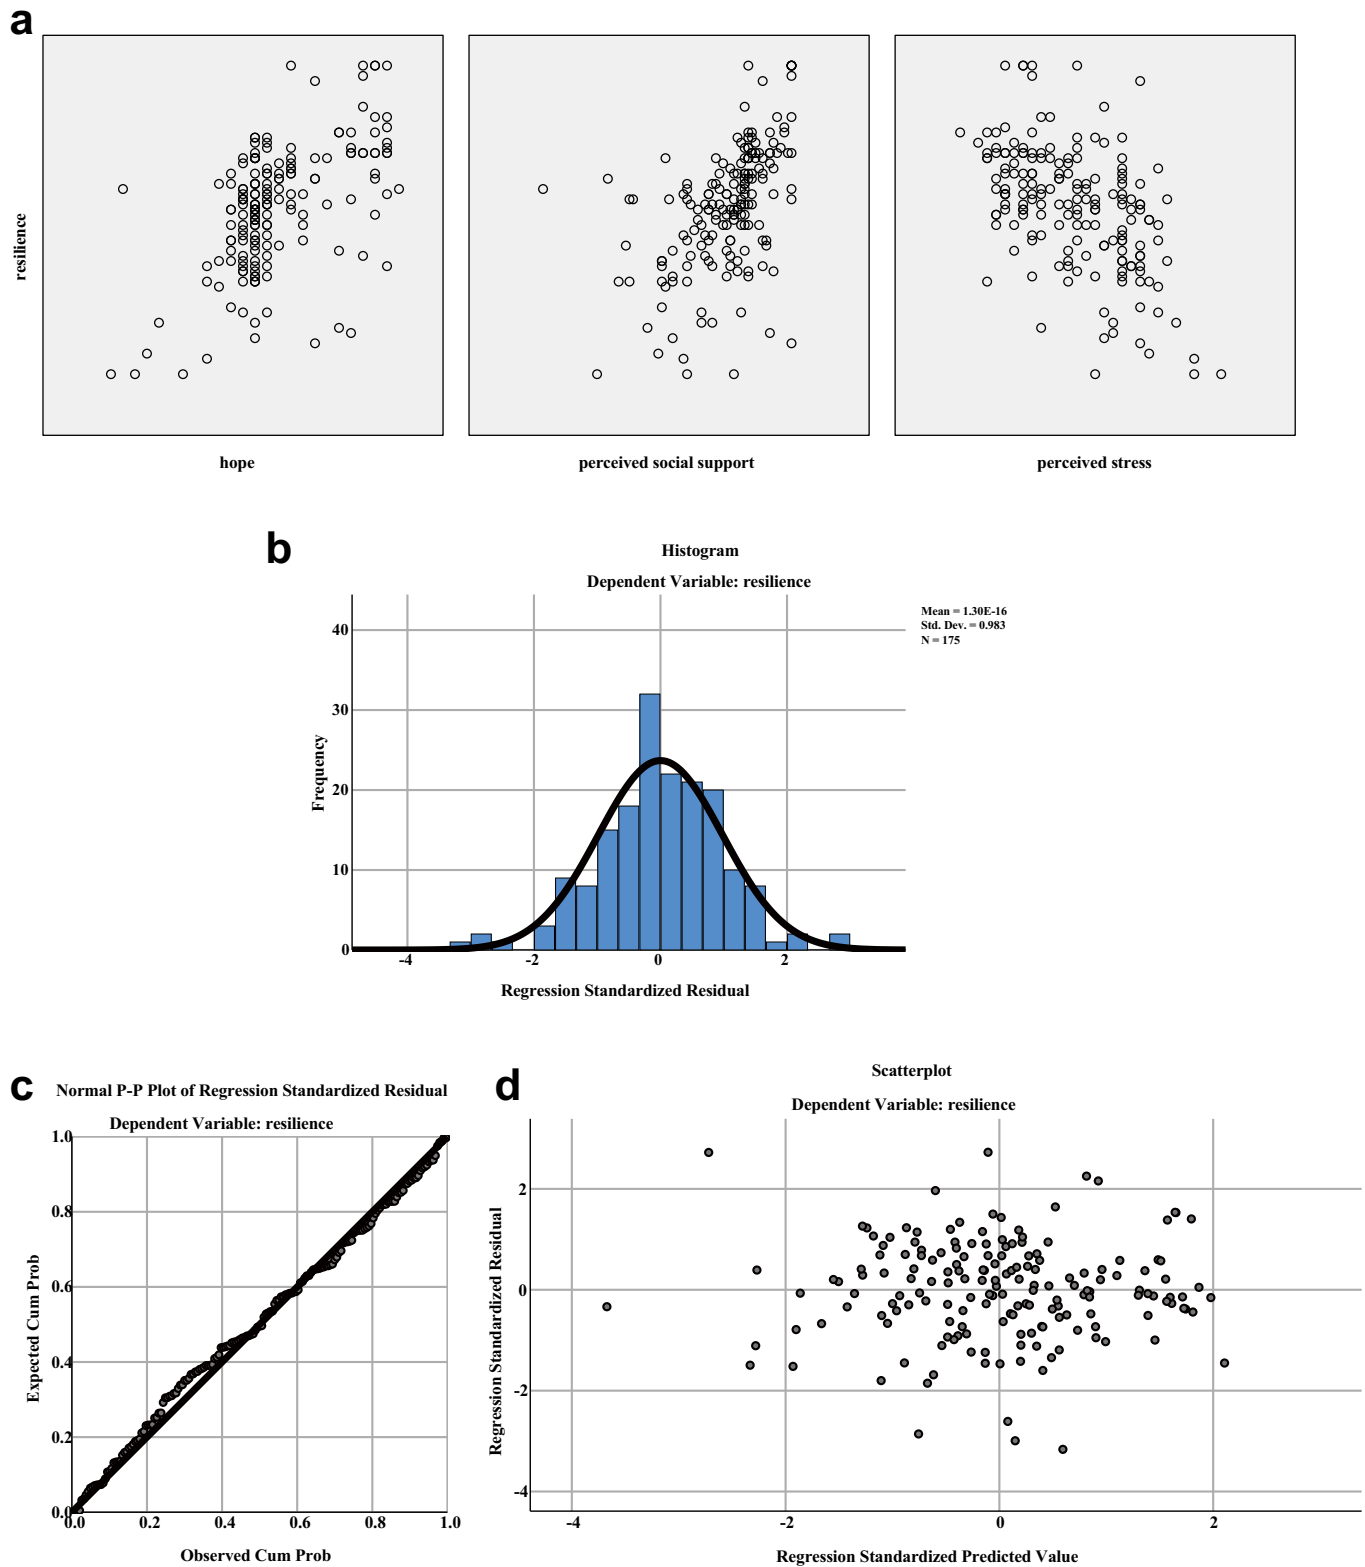 a
resilience
hope
perceived social support
perceived stress
b
Histogram
Dependent Variable: resilience
Mean = 1.30E-16
Std. Dev. = 0.983
N = 175
Frequency
40
30
20
10
0
-4
-2
0
2
Regression Standardized Residual
c
Normal P-P Plot of Regression Standardized Residual
Dependent Variable: resilience
Expected Cum Prob
1.0
0.8
0.6
0.4
0.2
0.0
0.0
0.2
0.4
0.6
0.8
1.0
Observed Cum Prob
d
Scatterplot
Dependent Variable: resilience
Regression Standardized Residual
2
0
-2
-4
-4
-2
0
2
Regression Standardized Predicted Value